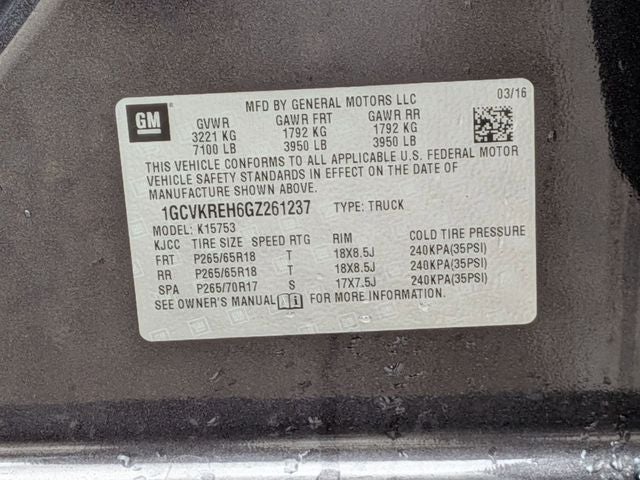 GM
MFD BY GENERAL MOTORS LLC
03/16
GVWR GAWR FRT GAWR RR
3221 KG 1792 KG 1792 KG
7100 LB 3950 LB 3950 LB
THIS VEHICLE CONFORMS TO ALL APPLICABLE U.S. FEDERAL MOTOR
VEHICLE SAFETY STANDARDS IN EFFECT ON THE DATE OF
MANUFACTURE SHOWN ABOVE.
1GCVKREH6GZ261237 TYPE: TRUCK
MODEL: K15753
KJCC TIRE SIZE SPEED RTG RIM COLD TIRE PRESSURE
FRT P265/65R18 T 18X8.5J 240KPA(35PSI)
RR P265/65R18 T 18X8.5J 240KPA(35PSI)
SPA P265/70R17 S 17X7.5J 240KPA(35PSI)
SEE OWNER'S MANUAL FOR MORE INFORMATION.